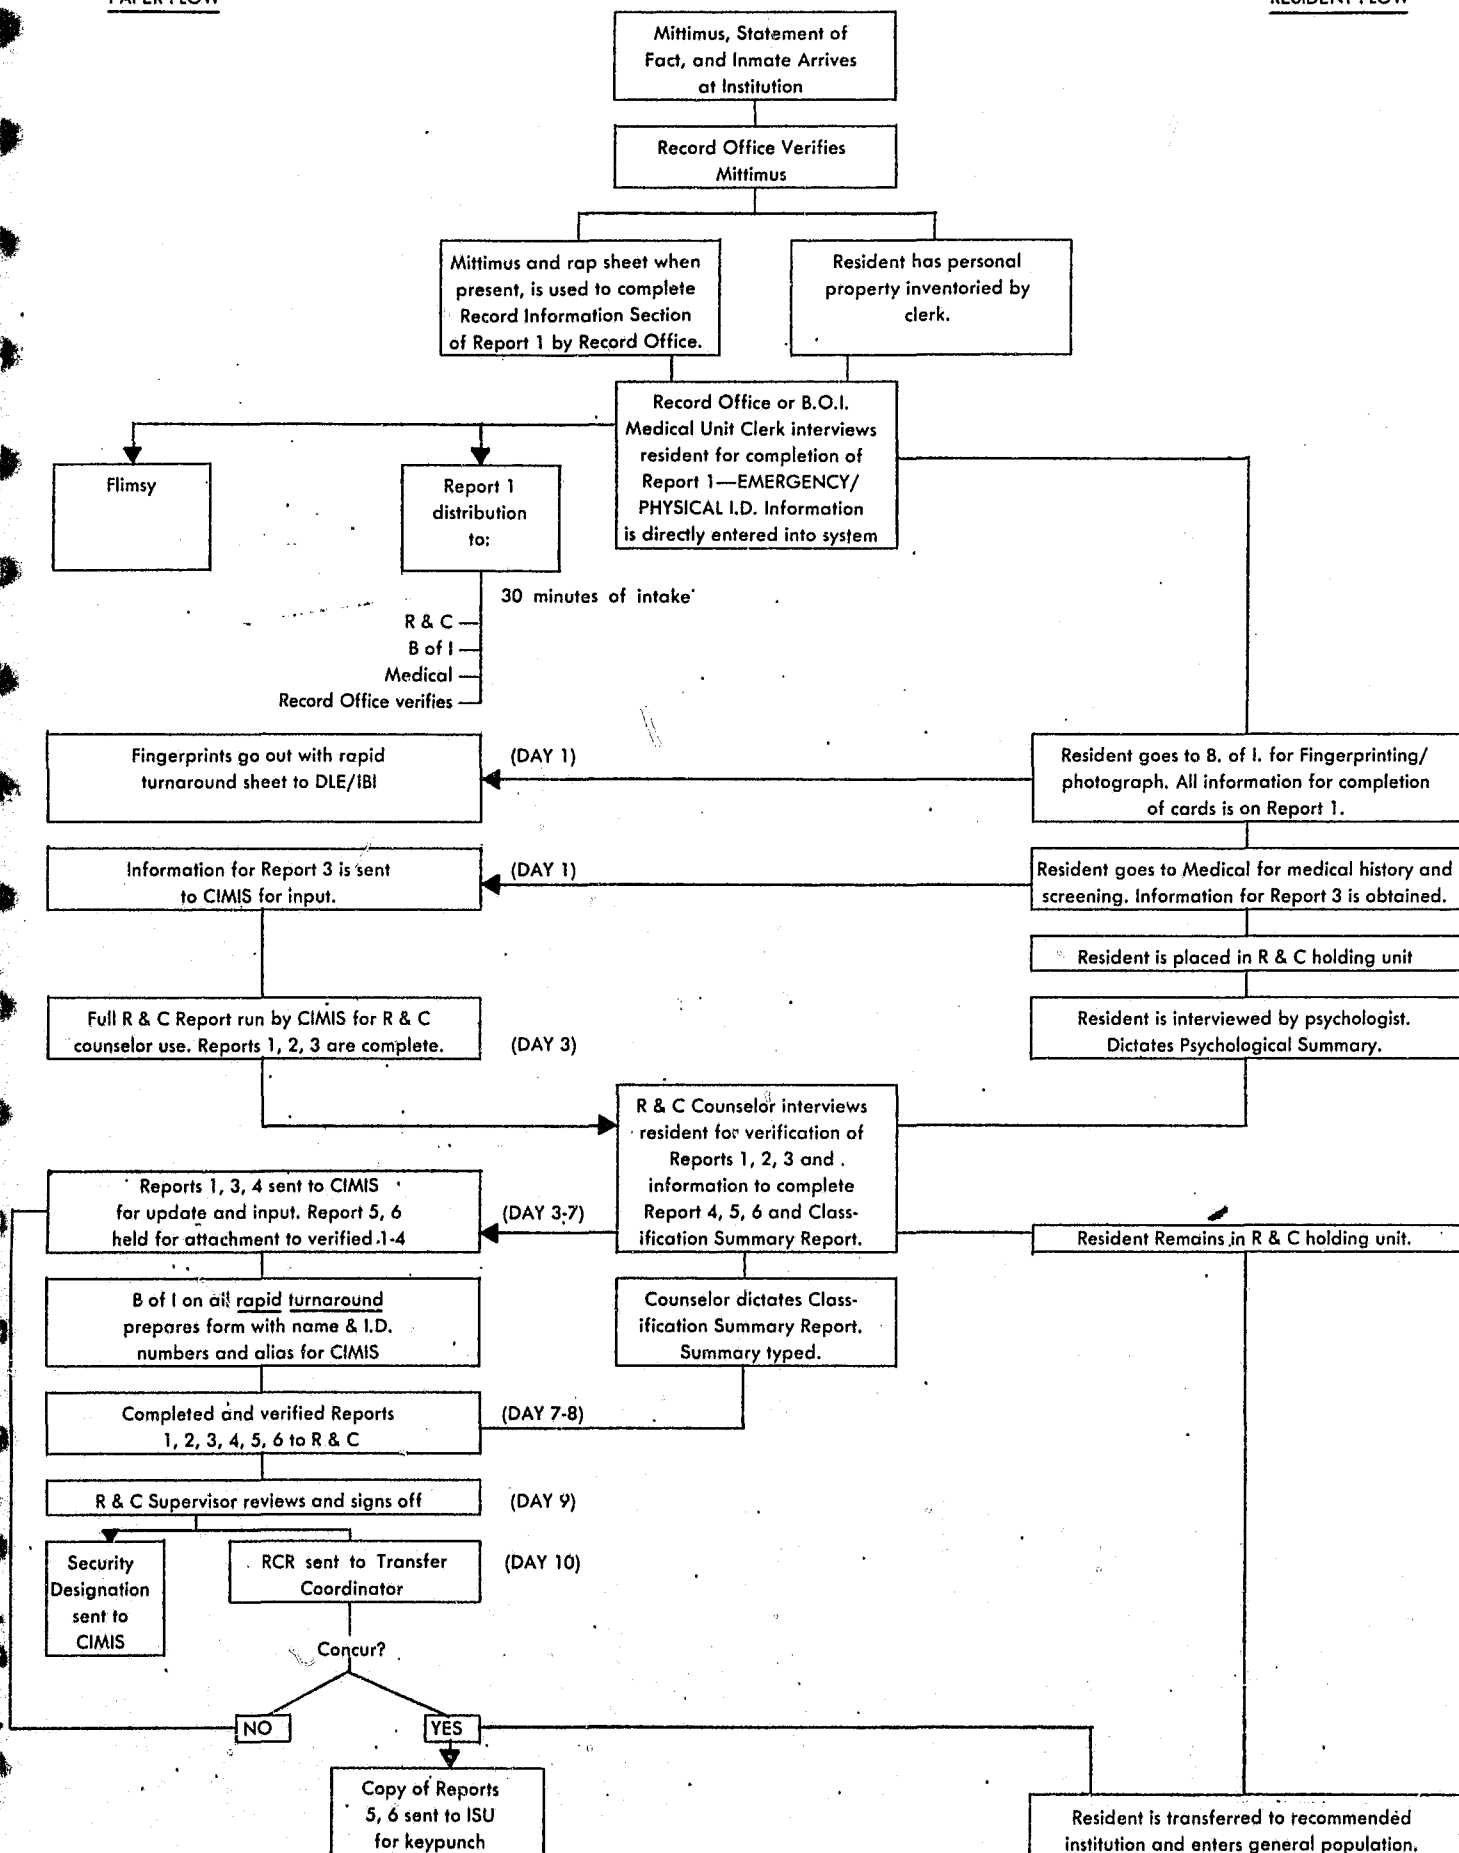 PAPER FLOW
RESIDENT FLOW
Mittimus, Statement of
Fact, and Inmate Arrives
at Institution
Record Office Verifies
Mittimus
Mittimus and rap sheet when
present, is used to complete
Record Information Section
of Report 1 by Record Office.
Resident has personal
property inventoried by
clerk.
Record Office or B.O.I.
Medical Unit Clerk interviews
resident for completion of
Report 1—EMERGENCY/
PHYSICAL I.D. Information
is directly entered into system
Flimsy
Report 1
distribution
to:
30 minutes of intake
R & C
B of I
Medical
Record Office verifies
Fingerprints go out with rapid
turnaround sheet to DLE/IBI
(DAY 1)
Resident goes to B. of I. for Fingerprinting/
photograph. All information for completion
of cards is on Report 1.
Information for Report 3 is sent
to CIMIS for input.
(DAY 1)
Resident goes to Medical for medical history and
screening. Information for Report 3 is obtained.
Resident is placed in R & C holding unit
Full R & C Report run by CIMIS for R & C
counselor use. Reports 1, 2, 3 are complete.
(DAY 3)
Resident is interviewed by psychologist.
Dictates Psychological Summary.
R & C Counselor interviews
resident for verification of
Reports 1, 2, 3 and
information to complete
Report 4, 5, 6 and Class-
ification Summary Report.
Reports 1, 3, 4 sent to CIMIS
for update and input. Report 5, 6
held for attachment to verified 1-4
(DAY 3-7)
Resident Remains in R & C holding unit.
B of I on all rapid turnaround
prepares form with name & I.D.
numbers and alias for CIMIS
Counselor dictates Class-
ification Summary Report.
Summary typed.
Completed and verified Reports
1, 2, 3, 4, 5, 6 to R & C
(DAY 7-8)
R & C Supervisor reviews and signs off
(DAY 9)
Security
Designation
sent to
CIMIS
RCR sent to Transfer
Coordinator
(DAY 10)
Concur?
NO
YES
Copy of Reports
5, 6 sent to ISU
for keypunch
Resident is transferred to recommended
institution and enters general population.